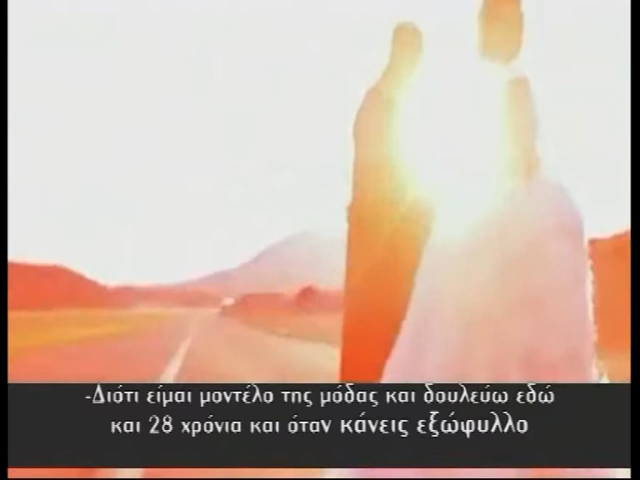 -Διότι είμαι μοντέλο της μόδας και δουλεύω εδώ
και 28 χρόνια και όταν κάνεις εξώφυλλο